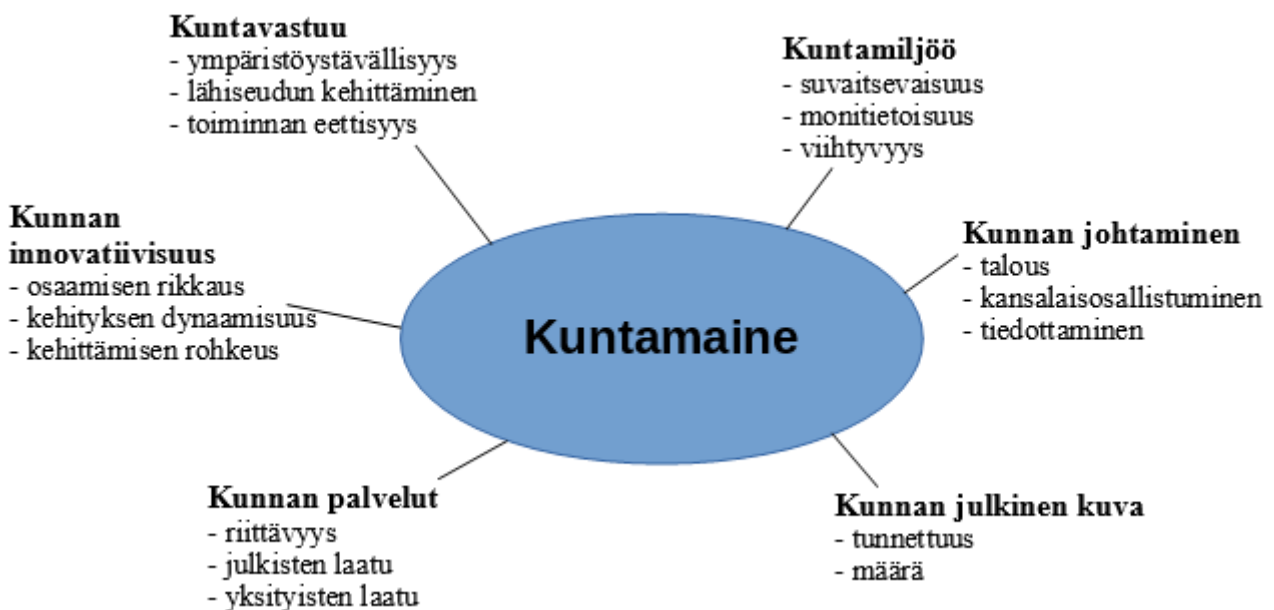 Kuntavastuu
- ympäristöystävällisyys
- lähiseudun kehittäminen
- toiminnan eettisyys
Kuntamiljöö
- suvaitsevaisuus
- monitietoisuus
- viihtyvyys
Kunnan
innovatiivisuus
- osaamisen rikkaus
- kehityksen dynaamisuus
- kehittämisen rohkeus
Kuntamaine
Kunnan johtaminen
- talous
- kansalaisosallistuminen
- tiedottaminen
Kunnan palvelut
- riittävyys
- julkisten laatu
- yksityisten laatu
Kunnan julkinen kuva
- tunnettuus
- määrä